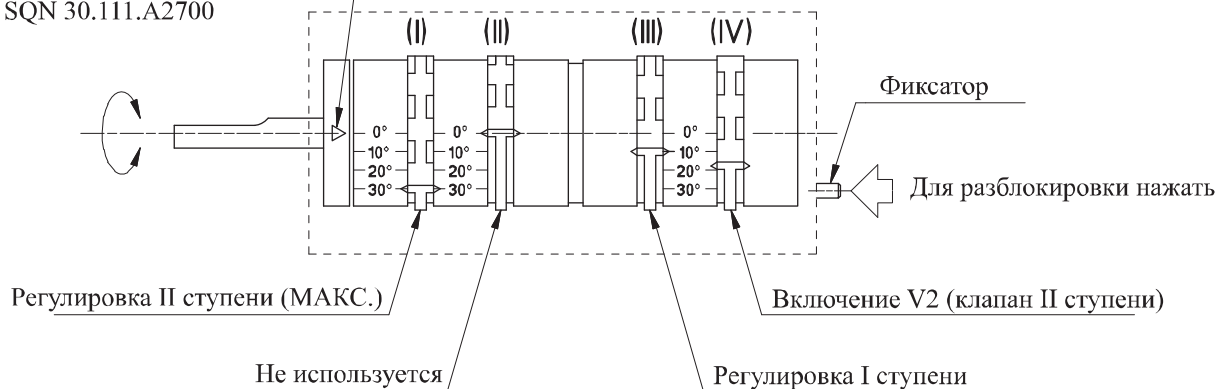 SQN 30.111.A2700
(I) (II) (III) (IV)
Фиксатор
0° 0° 0°
10° 10° 10°
20° 20° 20°
30° 30° 30°
Для разблокировки нажать
Регулировка II ступени (МАКС.)
Включение V2 (клапан II ступени)
Не используется
Регулировка I ступени